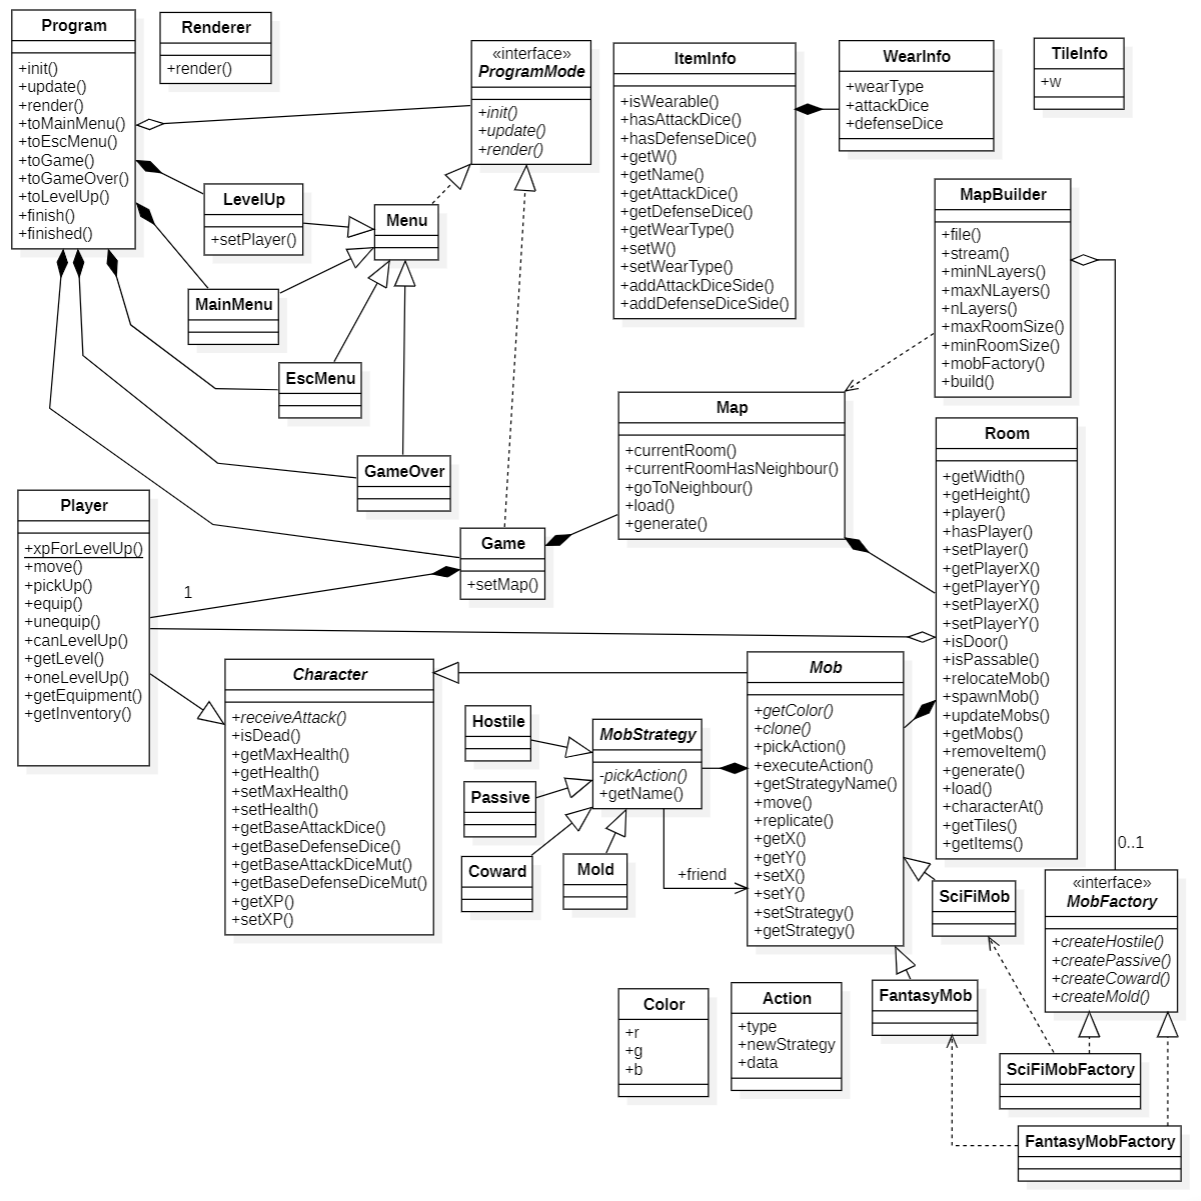 Program
+init()
+update()
+render()
+toMainMenu()
+toEscMenu()
+toGame()
+toGameOver()
+toLevelUp()
+finish()
+finished()
Renderer
+render()
«interface»
ProgramMode
+init()
+update()
+render()
ItemInfo
+isWearable()
+hasAttackDice()
+hasDefenseDice()
+getW()
+getName()
+getAttackDice()
+getDefenseDice()
+getWearType()
+setW()
+setWearType()
+addAttackDiceSide()
+addDefenseDiceSide()
WearInfo
+wearType
+attackDice
+defenseDice
TileInfo
+w
LevelUp
+setPlayer()
Menu
MainMenu
EscMenu
GameOver
MapBuilder
+file()
+stream()
+minNLayers()
+maxNLayers()
+nLayers()
+maxRoomSize()
+minRoomSize()
+mobFactory()
+build()
Map
+currentRoom()
+currentRoomHasNeighbour()
+goToNeighbour()
+load()
+generate()
Room
+getWidth()
+getHeight()
+player()
+hasPlayer()
+setPlayer()
+getPlayerX()
+getPlayerY()
+setPlayerX()
+setPlayerY()
+isDoor()
+isPassable()
+relocateMob()
+spawnMob()
+updateMobs()
+getMobs()
+removeItem()
+generate()
+load()
+characterAt()
+getTiles()
+getItems()
Player
+xpForLevelUp()
+move()
+pickUp()
+equip()
+unequip()
+canLevelUp()
+getLevel()
+oneLevelUp()
+getEquipment()
+getInventory()
1
Game
+setMap()
Character
+receiveAttack()
+isDead()
+getMaxHealth()
+getHealth()
+setMaxHealth()
+setHealth()
+getBaseAttackDice()
+getBaseDefenseDice()
+getBaseAttackDiceMut()
+getBaseDefenseDiceMut()
+getXP()
+setXP()
Hostile
Passive
Coward
Mold
MobStrategy
-pickAction()
+getName()
+friend
Mob
+getColor()
+clone()
+pickAction()
+executeAction()
+getStrategyName()
+move()
+replicate()
+getX()
+getY()
+setX()
+setY()
+setStrategy()
+getStrategy()
0..1
SciFiMob
«interface»
MobFactory
+createHostile()
+createPassive()
+createCoward()
+createMold()
FantasyMob
Color
+r
+g
+b
Action
+type
+newStrategy
+data
SciFiMobFactory
FantasyMobFactory